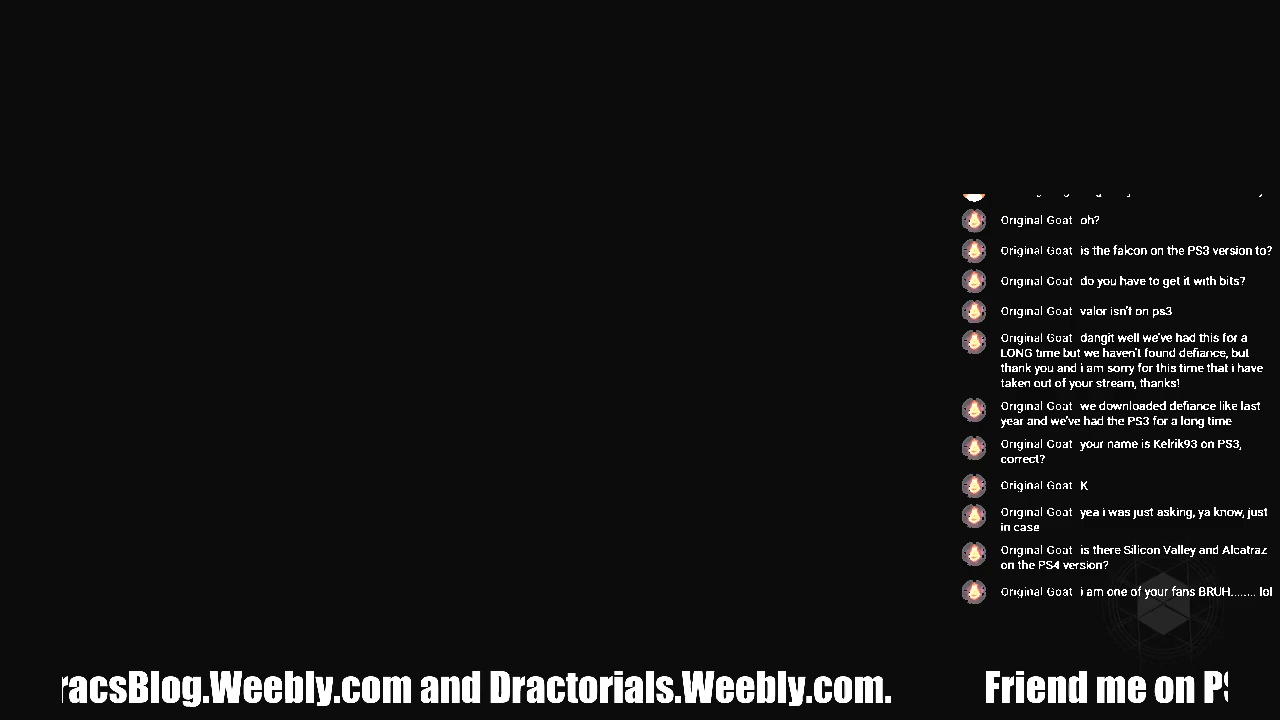 Original Goat oh?
Original Goat is the falcon on the PS3 version to?
Original Goat do you have to get it with bits?
Original Goat valor isn't on ps3
Original Goat dangit well we've had this for a
LONG time but we haven't found defiance, but
thank you and i am sorry for this time that i have
taken out of your stream, thanks!
Original Goat we downloaded defiance like last
year and we've had the PS3 for a long time
Original Goat your name is Kelrik93 on PS3,
correct?
Original Goat K
Original Goat yea i was just asking, ya know, just
in case
Original Goat is there Silicon Valley and Alcatraz
on the PS4 version?
Original Goat i am one of your fans BRUH........ lol
racsBlog.Weebly.com and Dractorials.Weebly.com. Friend me on PS